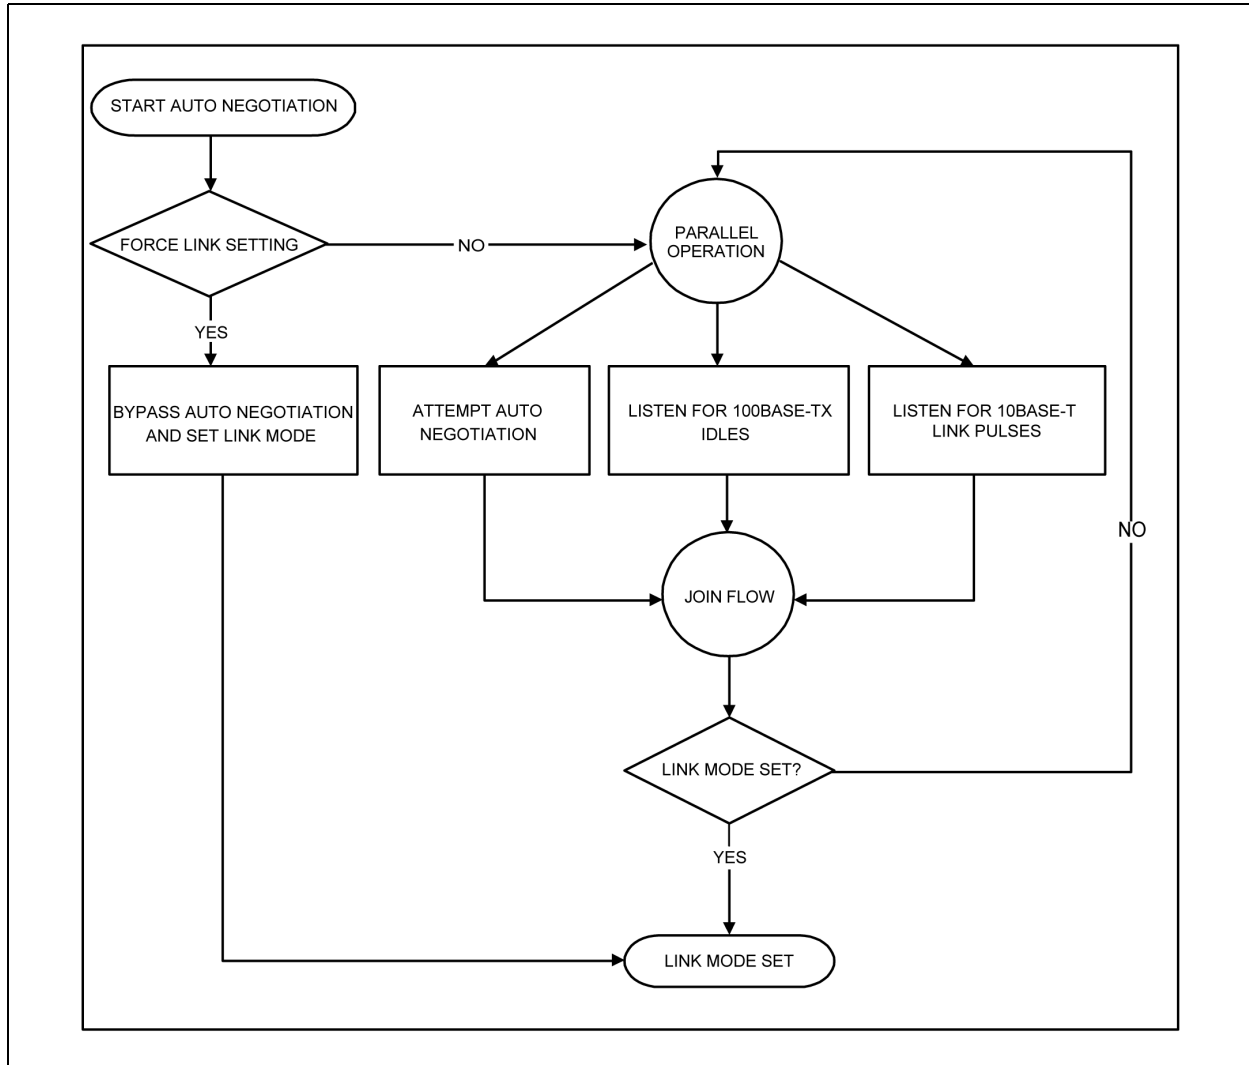 START AUTO NEGOTIATION
FORCE LINK SETTING
NO
PARALLEL
OPERATION
YES
BYPASS AUTO NEGOTIATION
AND SET LINK MODE
ATTEMPT AUTO
NEGOTIATION
LISTEN FOR 100BASE-TX
IDLES
LISTEN FOR 10BASE-T
LINK PULSES
NO
JOIN FLOW
LINK MODE SET?
YES
LINK MODE SET